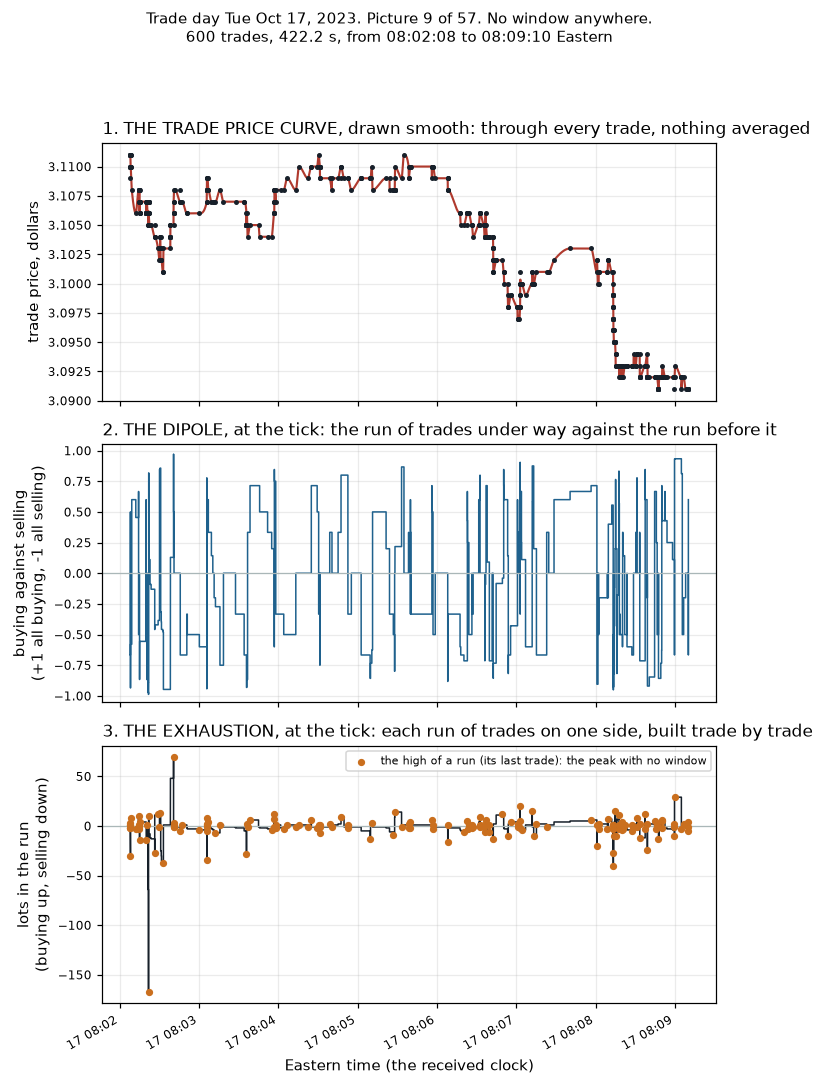 Trade day Tue Oct 17, 2023. Picture 9 of 57. No window anywhere.
600 trades, 422.2 s, from 08:02:08 to 08:09:10 Eastern
1. THE TRADE PRICE CURVE, drawn smooth: through every trade, nothing averaged
3.1100
3.1075
3.1050
3.1025
3.1000
3.0975
3.0950
3.0925
3.0900
trade price, dollars
2. THE DIPOLE, at the tick: the run of trades under way against the run before it
1.00
0.75
0.50
0.25
0.00
−0.25
−0.50
−0.75
−1.00
buying against selling
(+1 all buying, -1 all selling)
3. THE EXHAUSTION, at the tick: each run of trades on one side, built trade by trade
the high of a run (its last trade): the peak with no window
50
0
−50
−100
−150
lots in the run
(buying up, selling down)
17 08:02
17 08:03
17 08:04
17 08:05
17 08:06
17 08:07
17 08:08
17 08:09
Eastern time (the received clock)